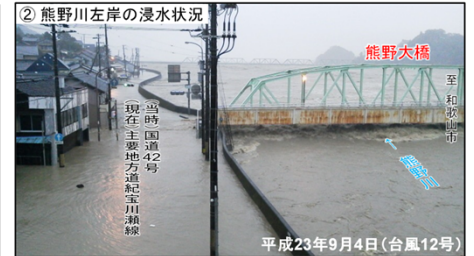 ② 熊野川左岸の浸水状況
熊野大橋
至 和歌山市
熊野川
(当時)国道42号
(現在)主要地方道紀宝川瀬線
平成23年9月4日(台風12号)